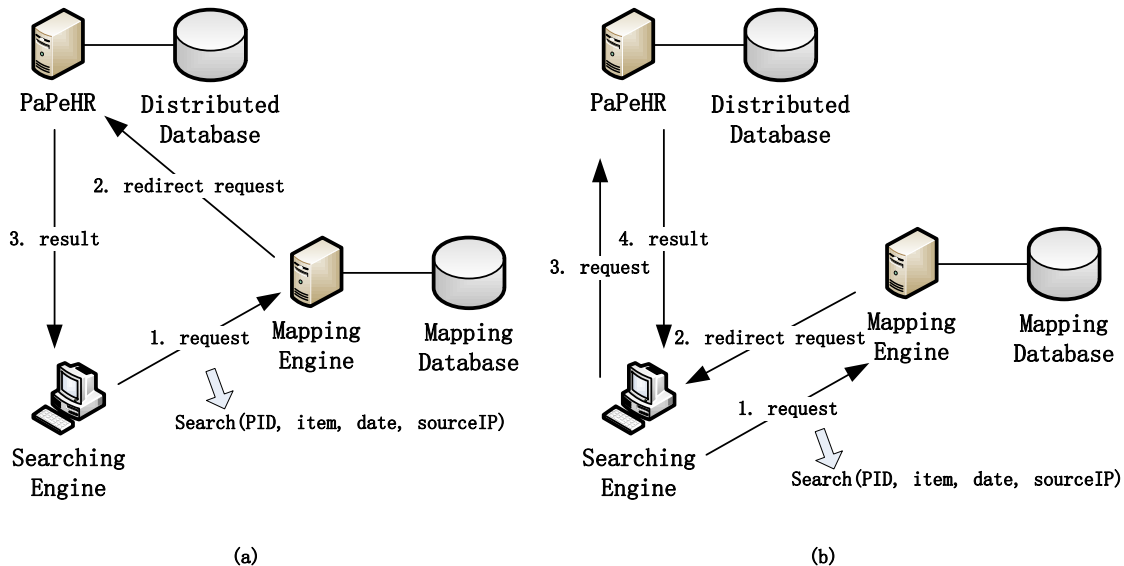 PaPeHR
Distributed
Database
2. redirect request
3. result
1. request
Mapping
Engine
Mapping
Database
Search(PID, item, date, sourceIP)
Searching
Engine
(a)
PaPeHR
Distributed
Database
4. result
3. request
2. redirect request
Mapping
Engine
Mapping
Database
1. request
Searching
Engine
Search(PID, item, date, sourceIP)
(b)